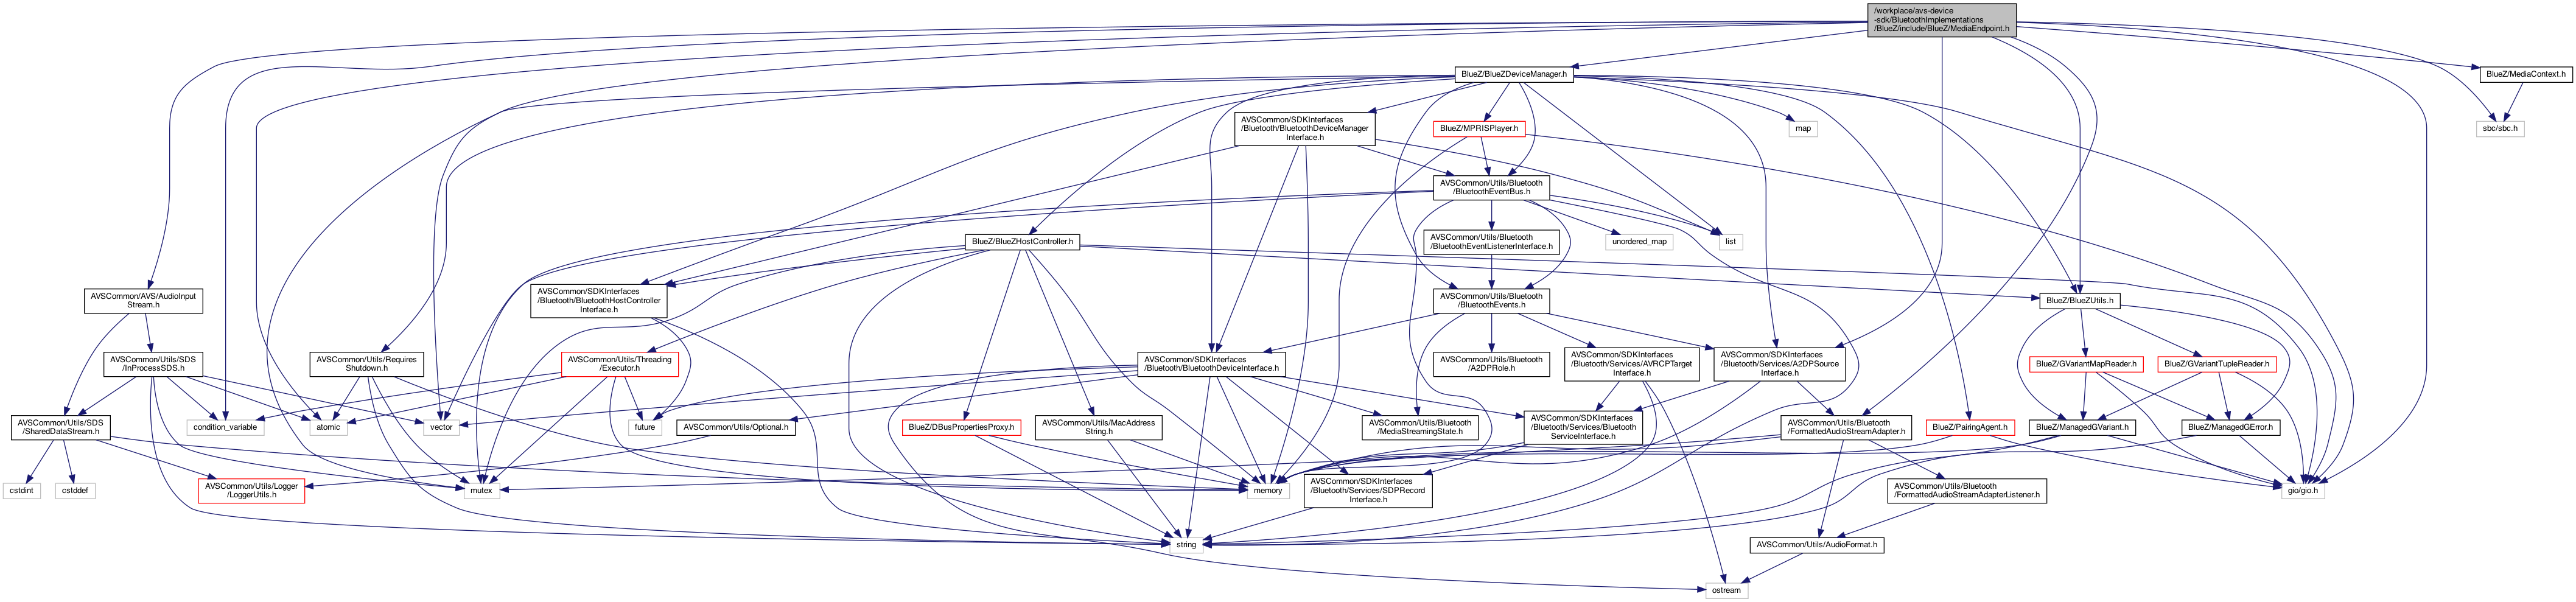 /workplace/avs-device
-sdk/BluetoothImplementations
/BlueZ/include/BlueZ/MediaEndpoint.h
BlueZ/BlueZDeviceManager.h
BlueZ/MediaContext.h
AVSCommon/SDKInterfaces
/Bluetooth/BluetoothDeviceManager
Interface.h
BlueZ/MPRISPlayer.h
map
sbc/sbc.h
AVSCommon/Utils/Bluetooth
/BluetoothEventBus.h
BlueZ/BlueZHostController.h
AVSCommon/Utils/Bluetooth
/BluetoothEventListenerInterface.h
unordered_map
list
AVSCommon/AVS/AudioInput
Stream.h
AVSCommon/SDKInterfaces
/Bluetooth/BluetoothHostController
Interface.h
AVSCommon/Utils/Bluetooth
/BluetoothEvents.h
BlueZ/BlueZUtils.h
AVSCommon/Utils/SDS
/InProcessSDS.h
AVSCommon/Utils/Requires
Shutdown.h
AVSCommon/Utils/Threading
/Executor.h
AVSCommon/SDKInterfaces
/Bluetooth/BluetoothDeviceInterface.h
AVSCommon/Utils/Bluetooth
/A2DPRole.h
AVSCommon/SDKInterfaces
/Bluetooth/Services/AVRCPTarget
Interface.h
AVSCommon/SDKInterfaces
/Bluetooth/Services/A2DPSource
Interface.h
BlueZ/GVariantMapReader.h
BlueZ/GVariantTupleReader.h
AVSCommon/Utils/SDS
/SharedDataStream.h
condition_variable
atomic
vector
future
AVSCommon/Utils/Optional.h
BlueZ/DBusPropertiesProxy.h
AVSCommon/Utils/MacAddress
String.h
AVSCommon/Utils/Bluetooth
/MediaStreamingState.h
AVSCommon/SDKInterfaces
/Bluetooth/Services/Bluetooth
ServiceInterface.h
AVSCommon/Utils/Bluetooth
/FormattedAudioStreamAdapter.h
BlueZ/PairingAgent.h
BlueZ/ManagedGVariant.h
BlueZ/ManagedGError.h
cstdint
cstddef
AVSCommon/Utils/Logger
/LoggerUtils.h
mutex
memory
AVSCommon/SDKInterfaces
/Bluetooth/Services/SDPRecord
Interface.h
AVSCommon/Utils/Bluetooth
/FormattedAudioStreamAdapterListener.h
gio/gio.h
string
AVSCommon/Utils/AudioFormat.h
ostream